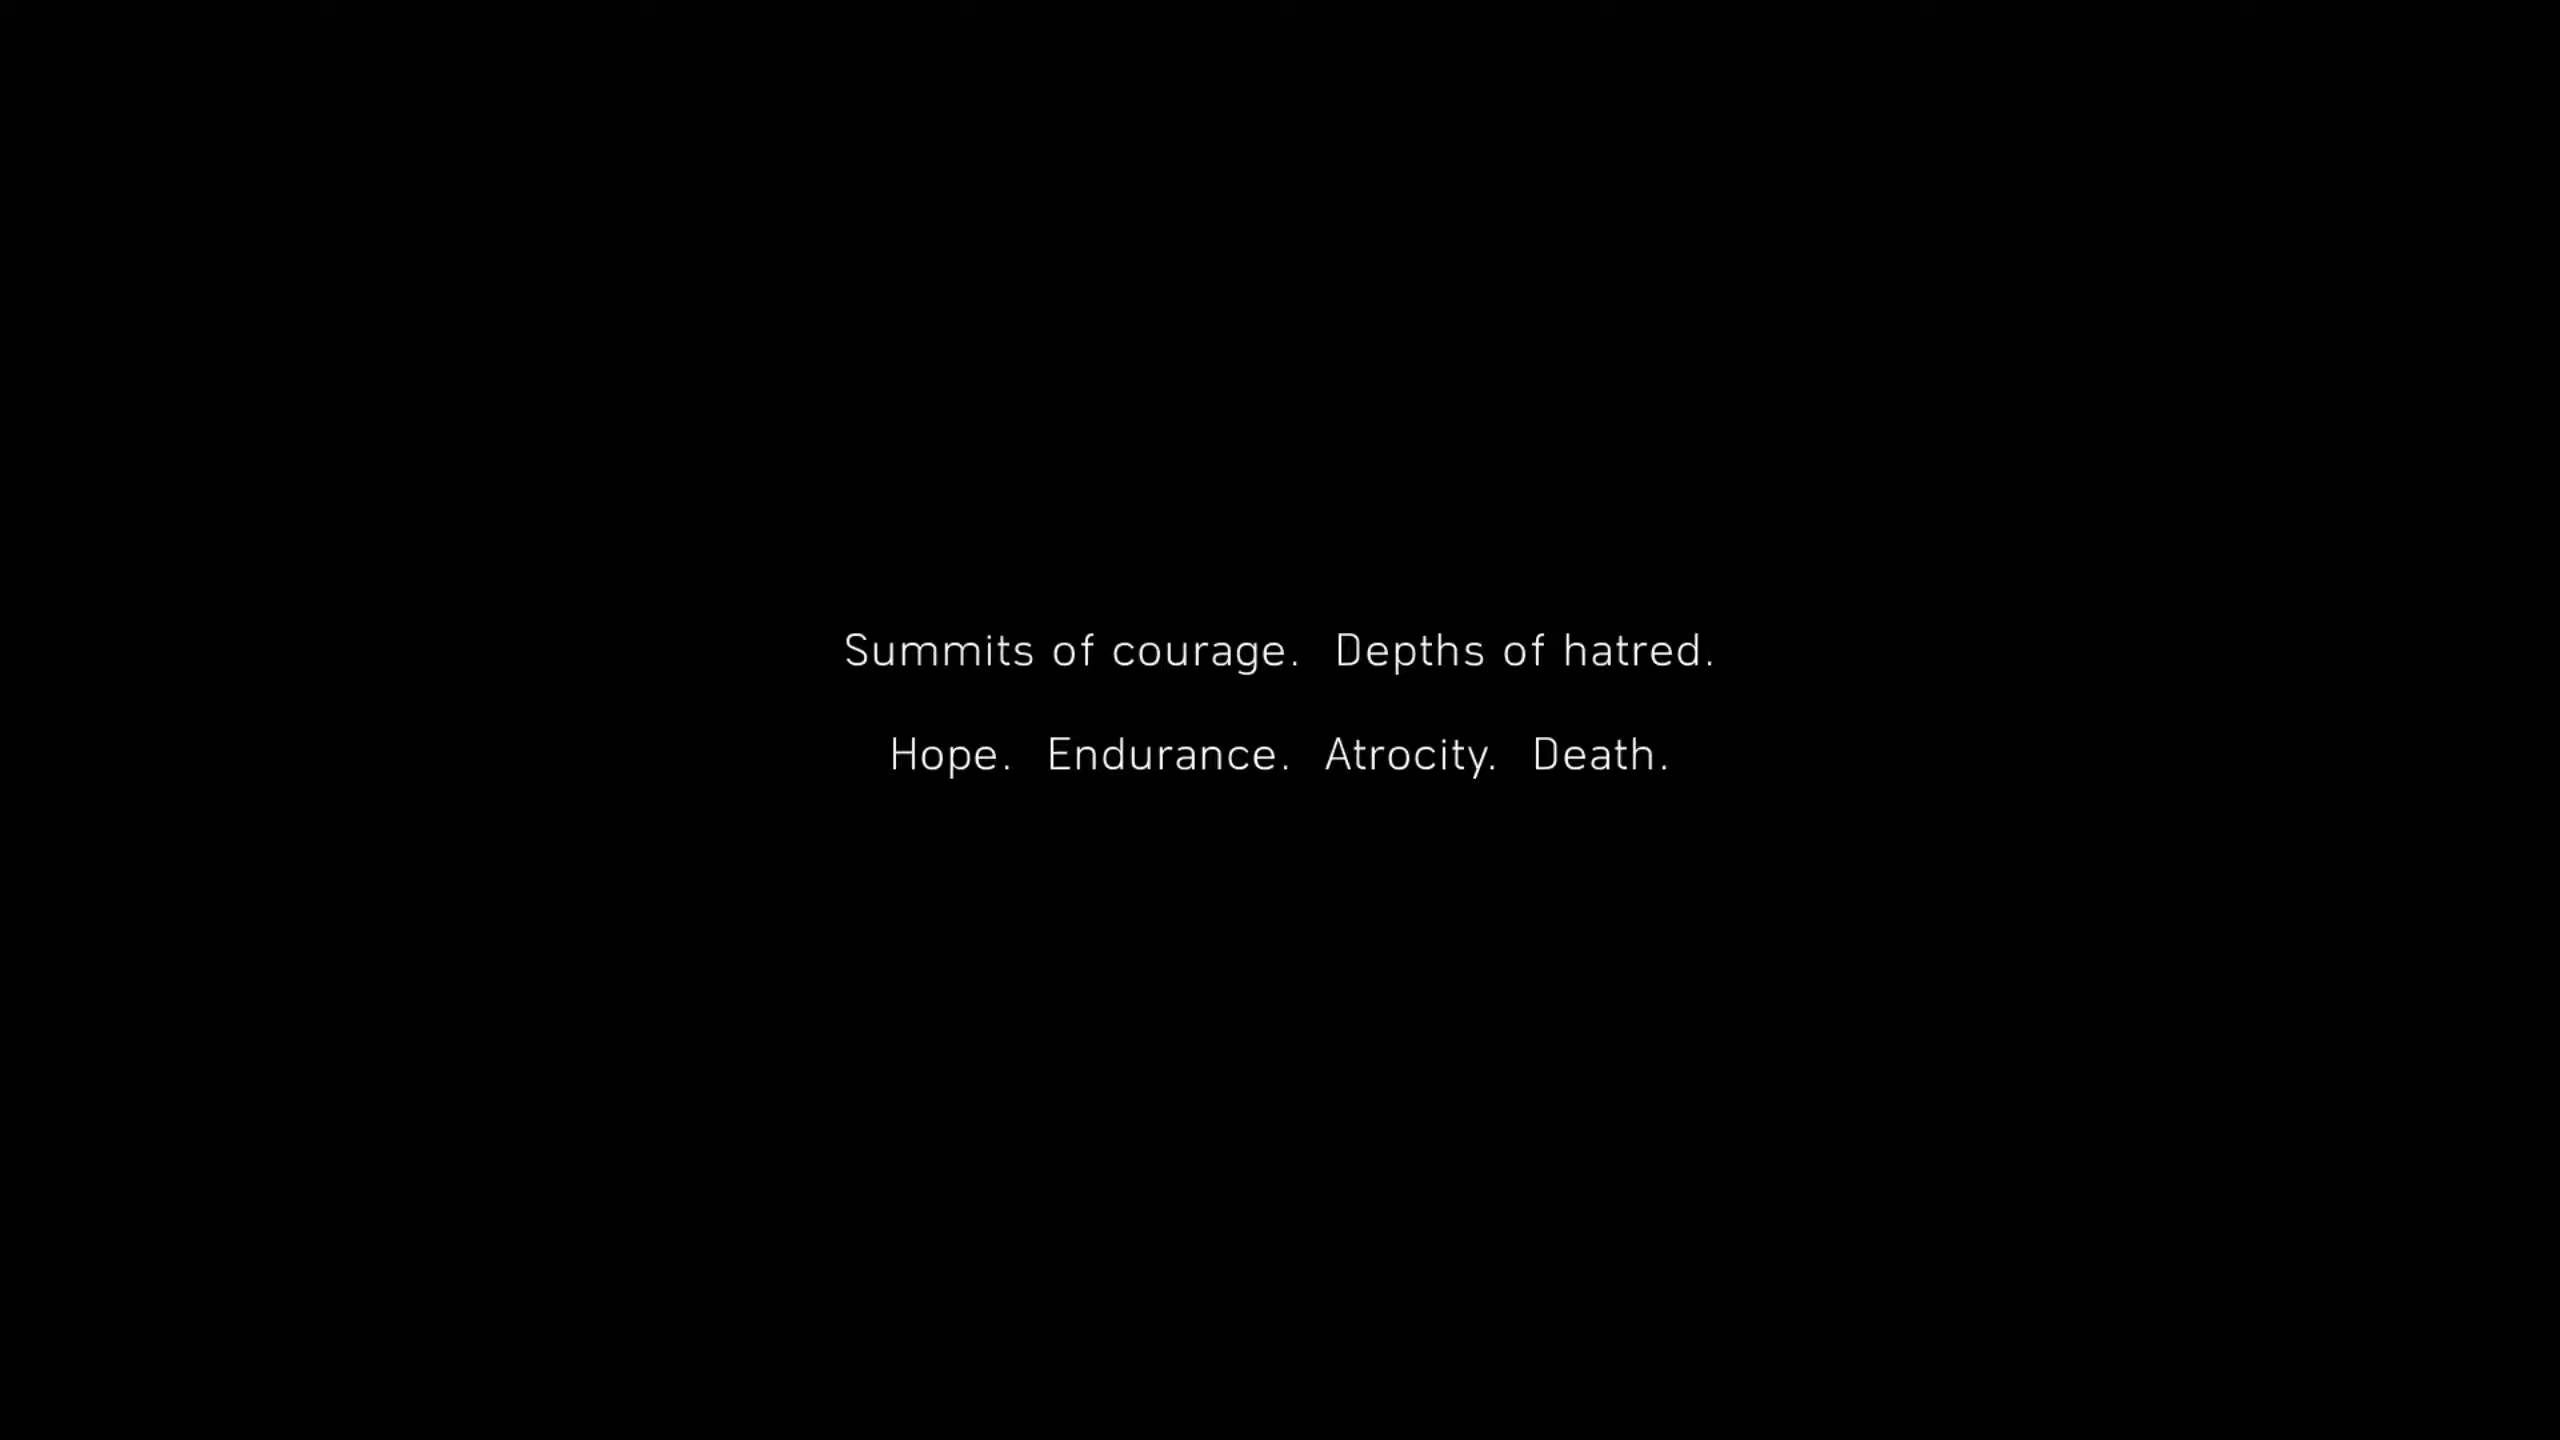 Summits of courage. Depths of hatred.
Hope. Endurance. Atrocity. Death.